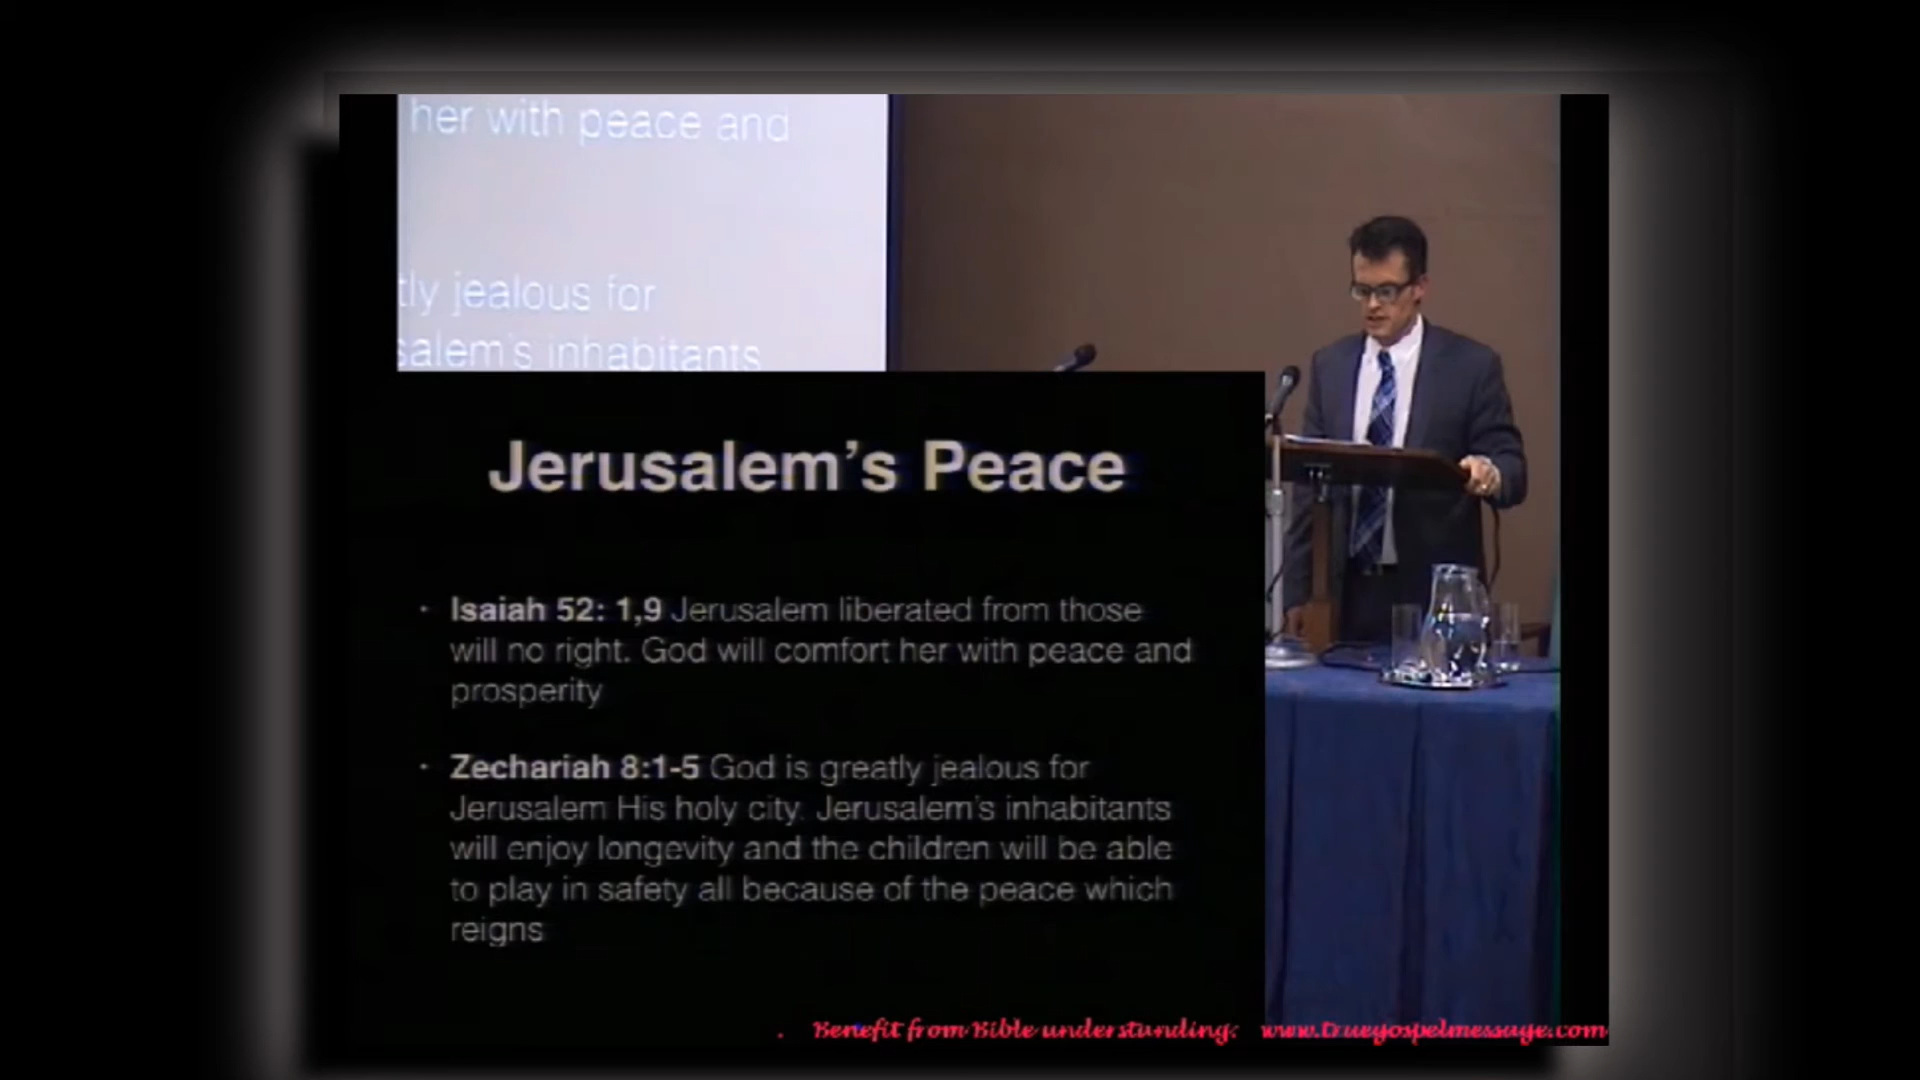 her with peace and
tly jealous for
salem's inhabitants
Jerusalem's Peace
· Isaiah 52: 1,9 Jerusalem liberated from those
will no right. God will comfort her with peace and
prosperity
· Zechariah 8:1-5 God is greatly jealous for
Jerusalem His holy city. Jerusalem's inhabitants
will enjoy longevity and the children will be able
to play in safety all because of the peace which
reigns
. Benefit from Bible understanding: www.truegospelmessage.com